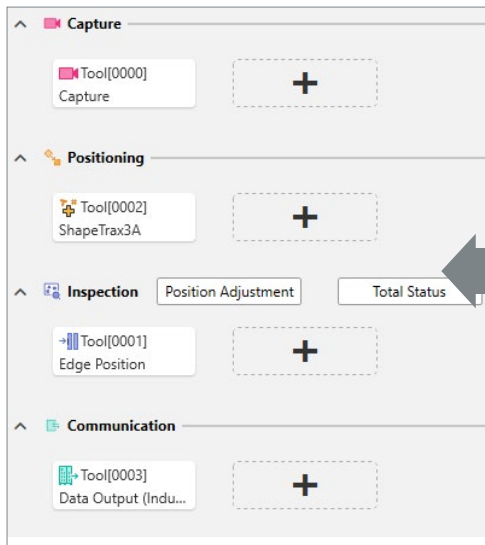 Capture
Tool[0000]
Capture
Positioning
Tool[0002]
ShapeTrax3A
Inspection Position Adjustment Total Status
Tool[0001]
Edge Position
Communication
Tool[0003]
Data Output (Indu...